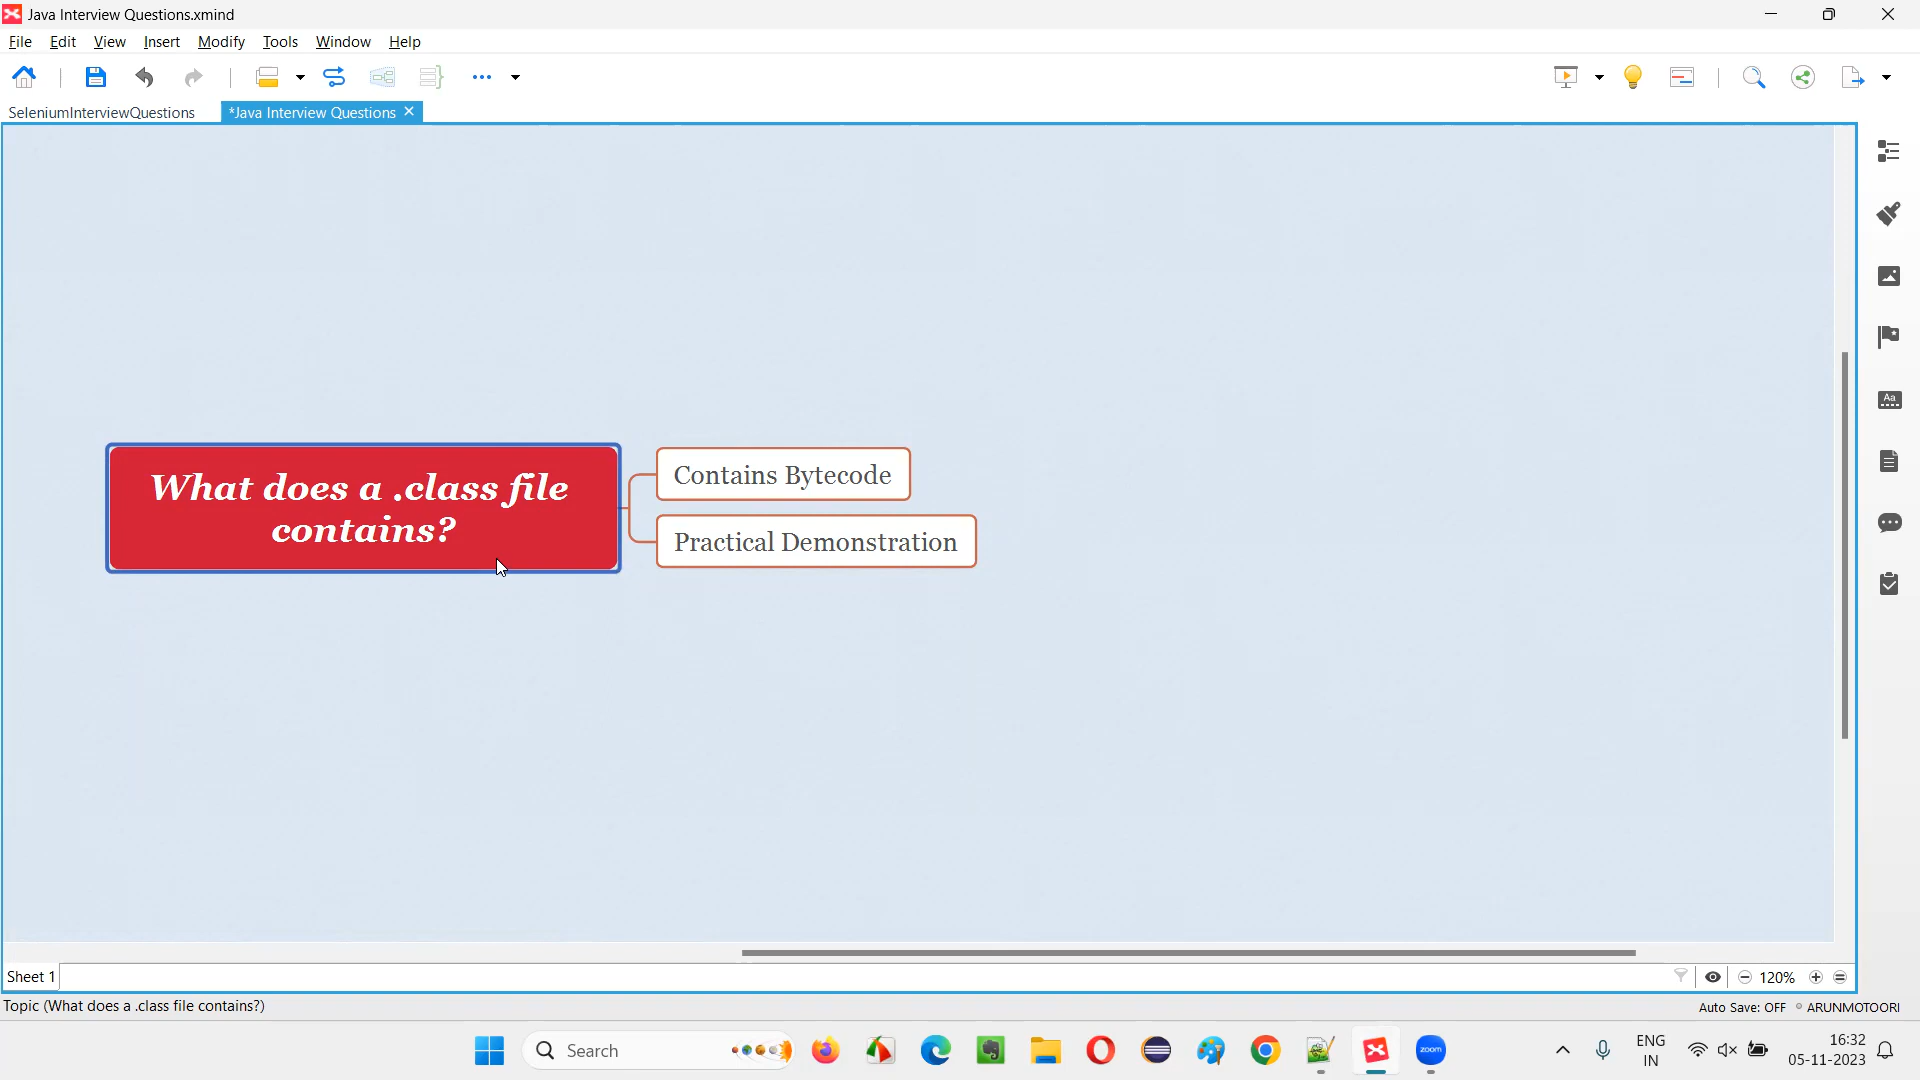 Java Interview Questions.xmind
File Edit View Insert Modify Tools Window Help
SeleniumInterviewQuestions *Java Interview Questions
What does a .class file
contains?
Contains Bytecode
Practical Demonstration
Aa
Sheet 1
120%
Topic (What does a .class file contains?)
Auto Save: OFF ARUNMOTOORI
Search
zoom
ENG
IN
16:32
05-11-2023